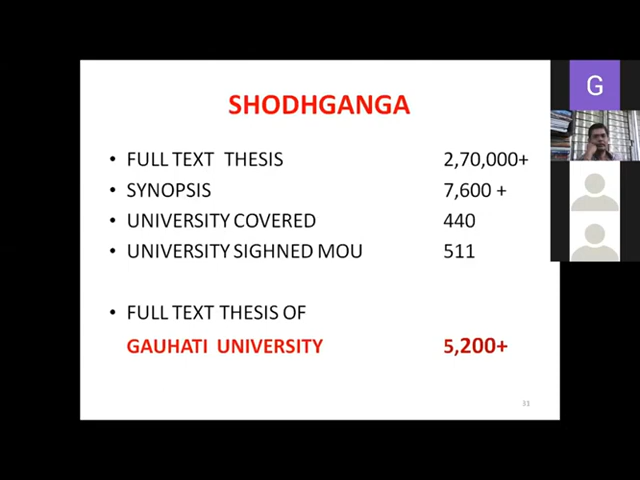 SHODHGANGA
• FULL TEXT THESIS 2,70,000+
• SYNOPSIS 7,600 +
• UNIVERSITY COVERED 440
• UNIVERSITY SIGHNED MOU 511
• FULL TEXT THESIS OF
GAUHATI UNIVERSITY 5,200+
31
G